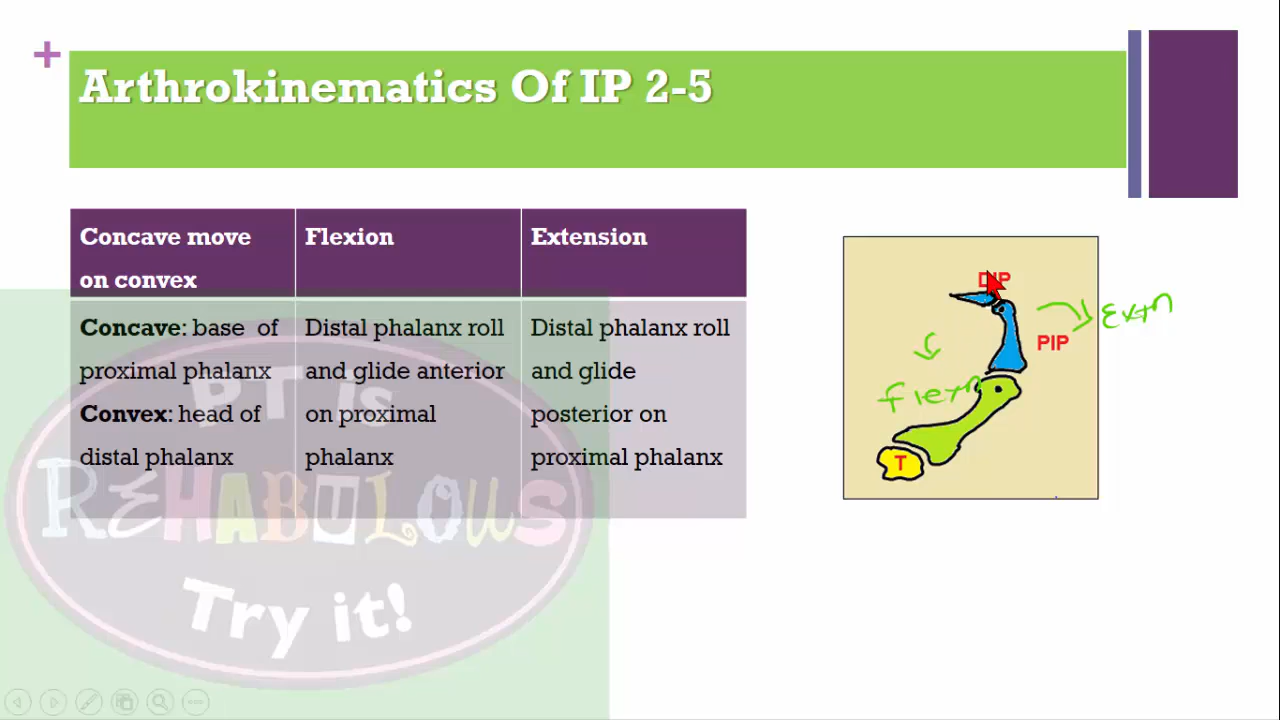 +
Arthrokinematics Of IP 2-5
Concave move
on convex
Flexion
Extension
Concave: base of
proximal phalanx
Convex: head of
distal phalanx
Distal phalanx roll
and glide anterior
on proximal
phalanx
Distal phalanx roll
and glide
posterior on
proximal phalanx
PT is
REHABULOUS
Try it!
DIP
Extn
PIP
flexn
T